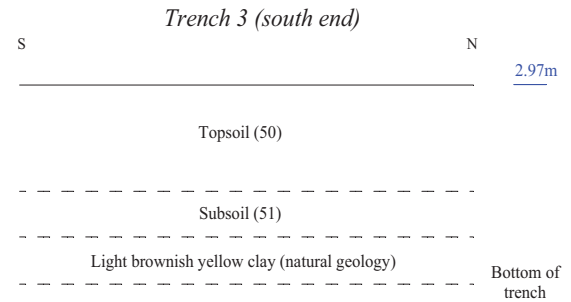 Trench 3 (south end)
S
N
2.97m
Topsoil (50)
Subsoil (51)
Light brownish yellow clay (natural geology)
Bottom of
trench